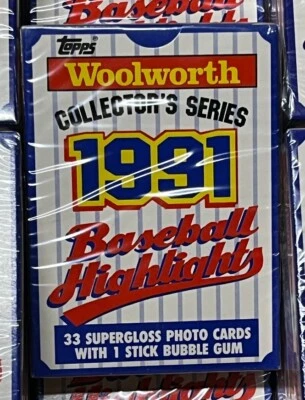 Topps
Woolworth
COLLECTOR'S SERIES
1991
Baseball
Highlights
33 SUPERGLOSS PHOTO CARDS
WITH 1 STICK BUBBLE GUM